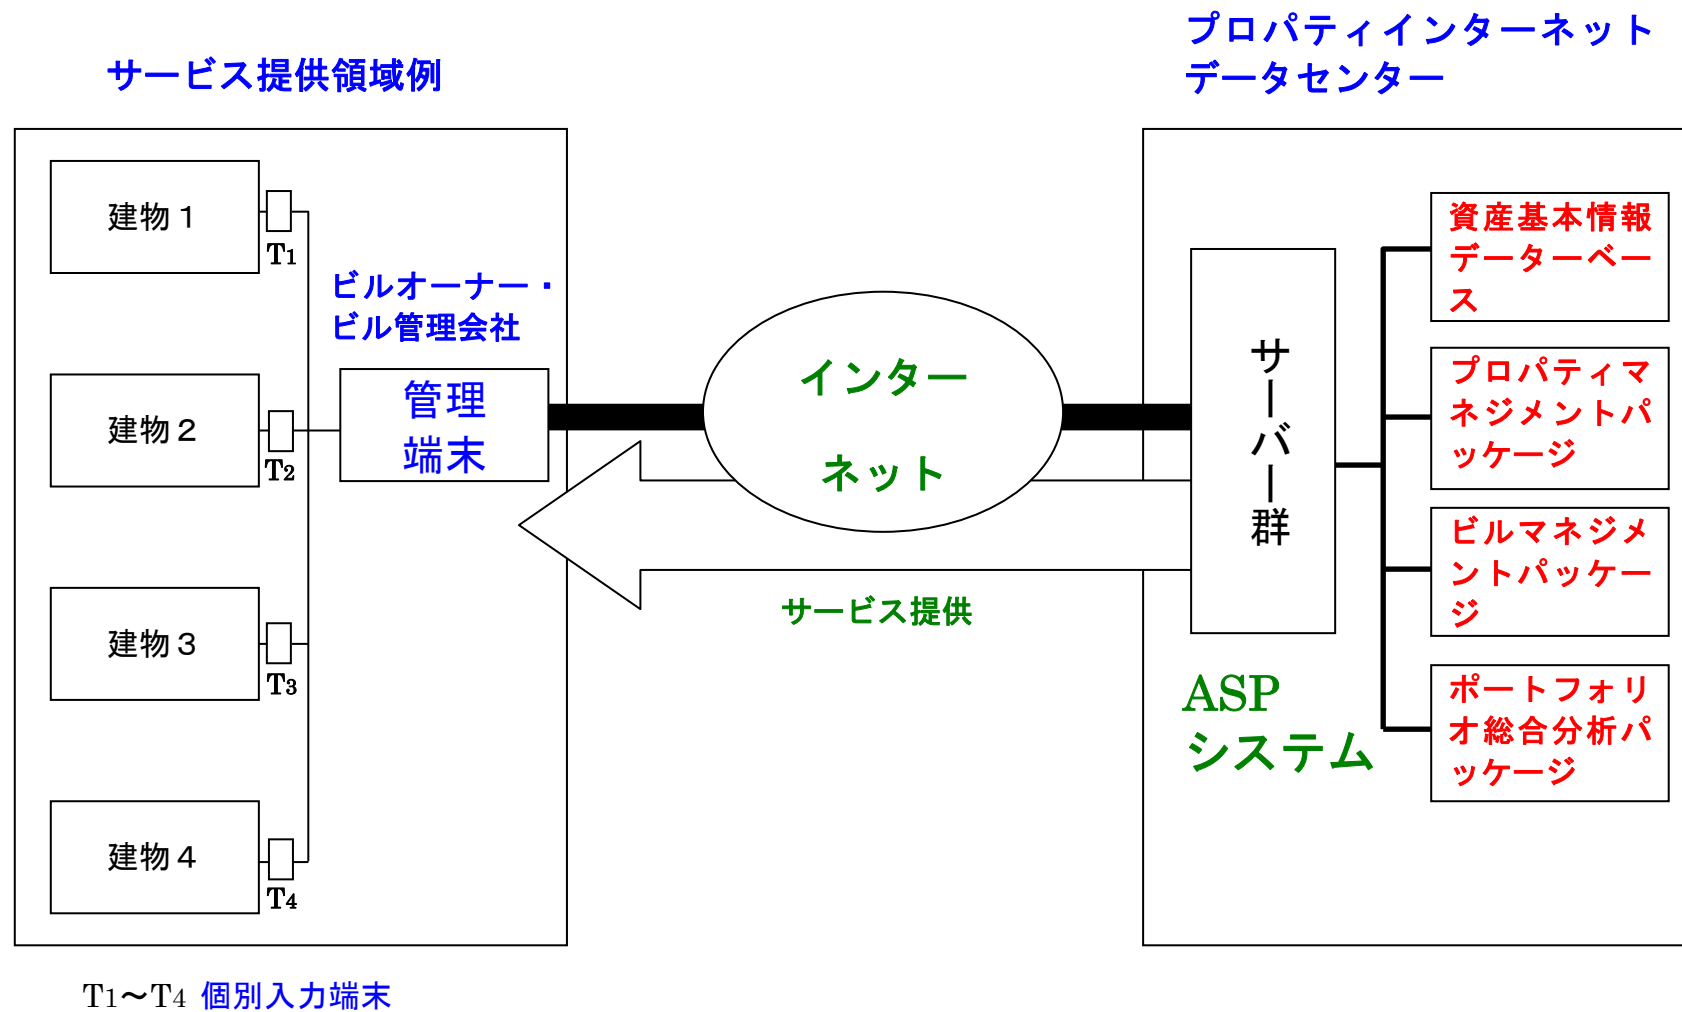 サービス提供領域例
プロパティインターネット
データセンター
建物１
T1
ビルオーナー・
ビル管理会社
建物２
T2
管理
端末
建物３
T3
建物４
T4
T1～T4 個別入力端末
インター
ネット
サービス提供
サーバー群
ASP
システム
資産基本情報
データーベー
ス
プロパティマ
ネジメントパ
ッケージ
ビルマネジメ
ントパッケー
ジ
ポートフォリ
オ総合分析パ
ッケージ